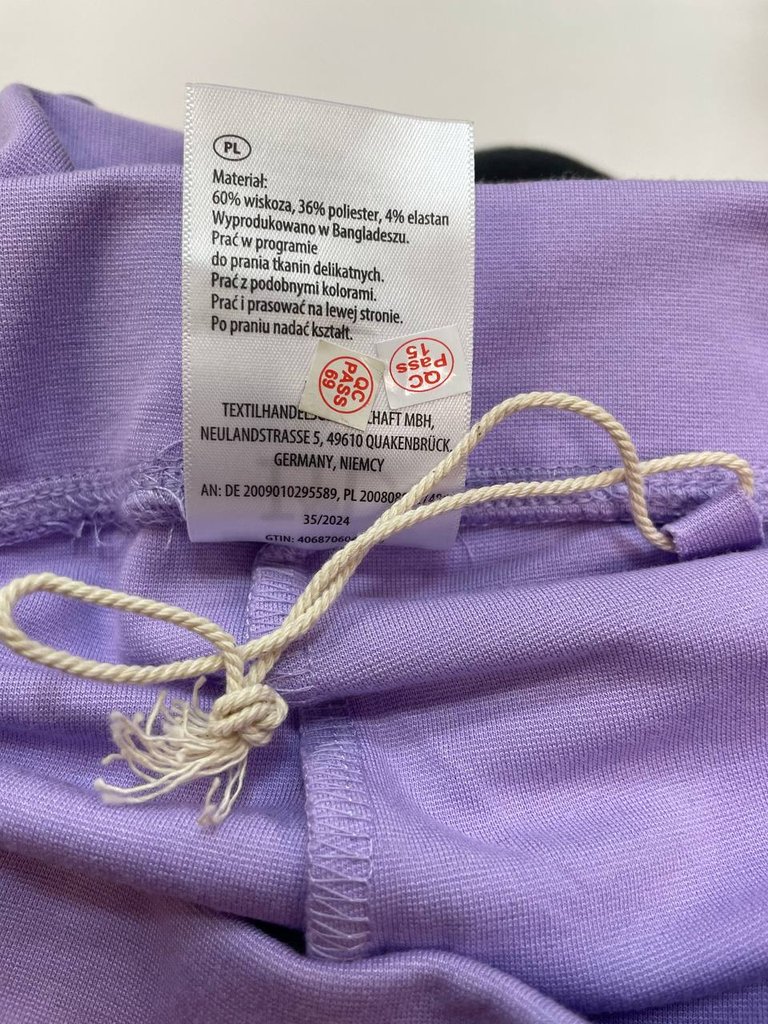 PL
Materiał:
60% wiskoza, 36% poliester, 4% elastan
Wyprodukowano w Bangladeszu.
Prać w programie
do prania tkanin delikatnych.
Prać z podobnymi kolorami.
Prać i prasować na lewej stronie.
Po praniu nadać kształt.
QC
Pass
15
QC
PASS
69
MBH,
NEULANDSTRASSE 5, 49610 QUAKENBRÜCK,
GERMANY, NIEMCY
AN: DE 2009010295589, PL
35/2024
GTIN: